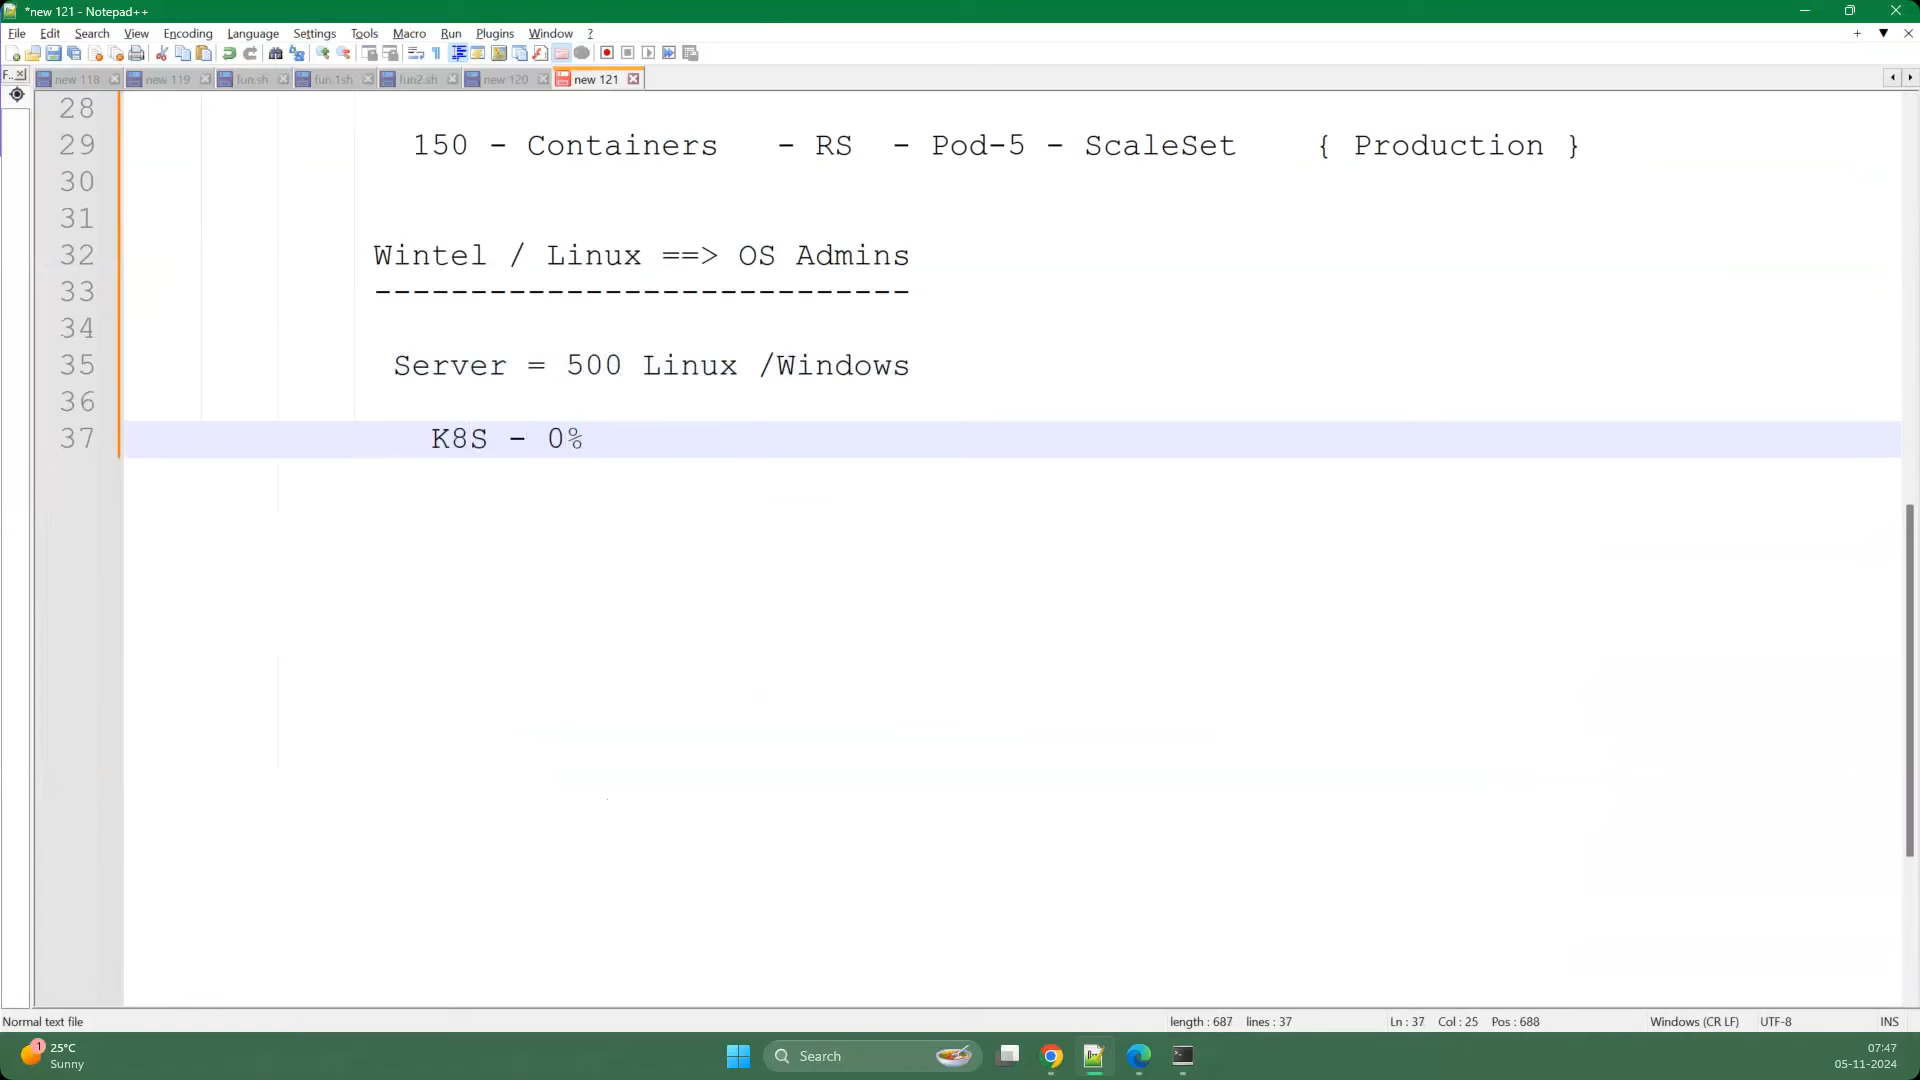 *new 121 - Notepad++
File Edit Search View Encoding Language Settings Tools Macro Run Plugins Window ?
F..
new 118 new 119 fun.sh fun.1sh fun2.sh new 120 new 121
28
29 150 - Containers - RS - Pod-5 - ScaleSet { Production }
30
31
32 Wintel / Linux ==> OS Admins
33 ----------------------------
34
35 Server = 500 Linux /Windows
36
37 K8S - 0%
Normal text file length : 687 lines : 37 Ln : 37 Col : 25 Pos : 688 Windows (CR LF) UTF-8 INS
1 25°C
Sunny
Search
07:47
05-11-2024